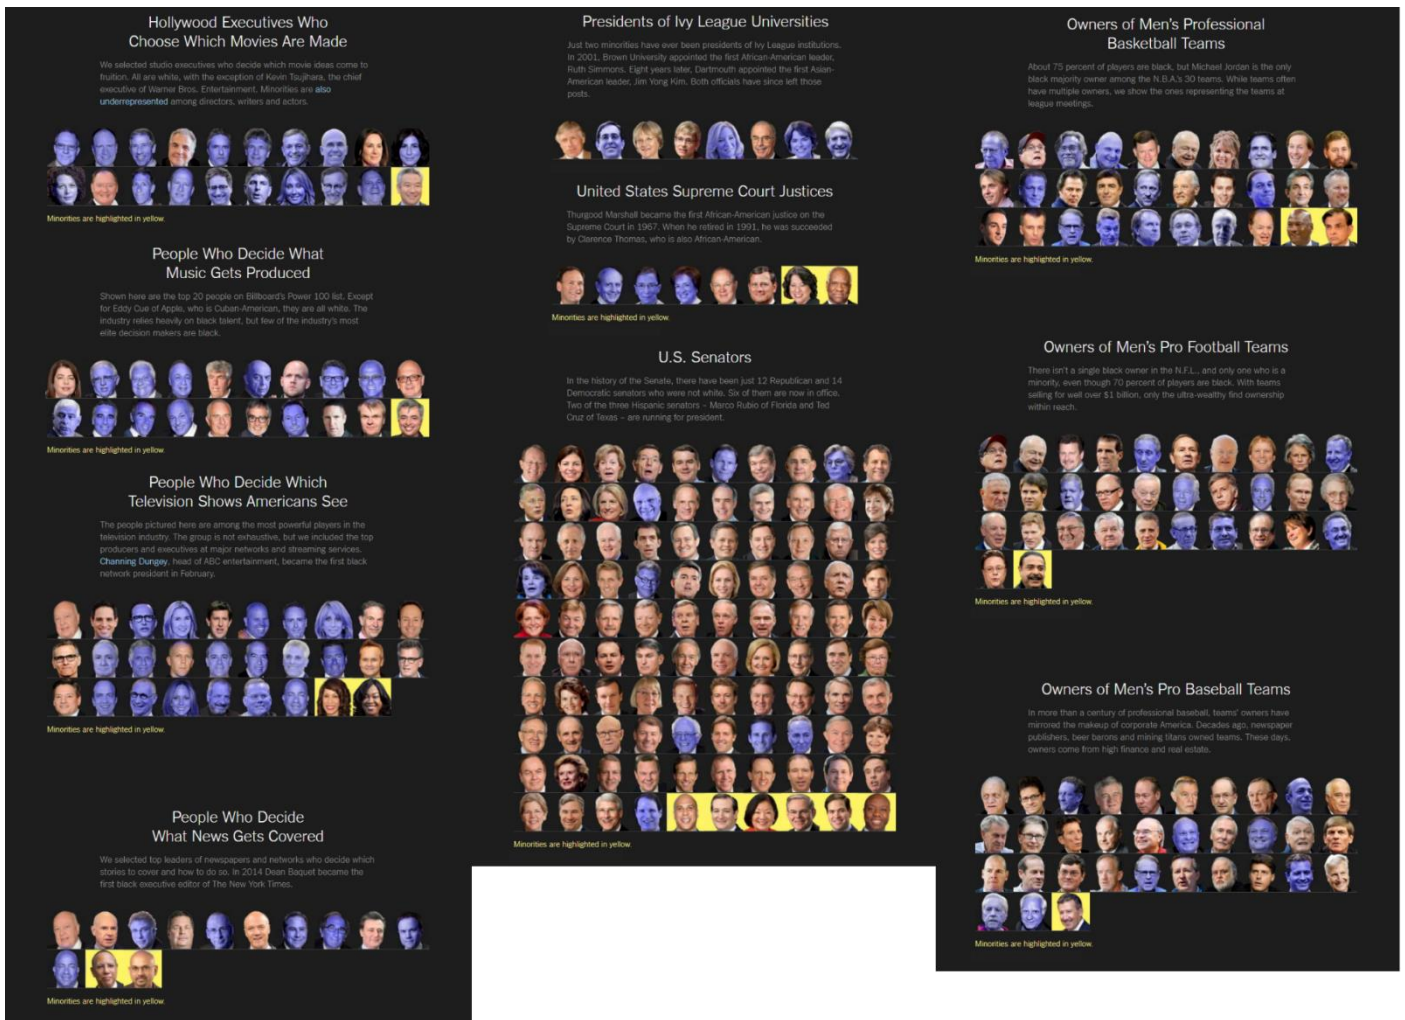 Hollywood Executives Who
Choose Which Movies Are Made
We selected studio executives who decide which movie ideas come to
fruition. All are white, with the exception of Kevin Tsujihara, the chief
executive of Warner Bros. Entertainment. Minorities are also
underrepresented among directors, writers and actors.
Minorities are highlighted in yellow.
People Who Decide What
Music Gets Produced
Shown here are the top 20 people on Billboard's Power 100 list. Except
for Eddy Cue of Apple, who is Cuban-American, they are all white. The
industry relies heavily on black talent, but few of the industry's most
elite decision makers are black.
Minorities are highlighted in yellow.
People Who Decide Which
Television Shows Americans See
The people pictured here are among the most powerful players in the
television industry. The group is not exhaustive, but we included the top
producers and executives at major networks and streaming services.
Channing Dungey, head of ABC entertainment, became the first black
network president in February.
Minorities are highlighted in yellow.
People Who Decide
What News Gets Covered
We selected top leaders of newspapers and networks who decide which
stories to cover and how to do so. In 2014 Dean Baquet became the
first black executive editor of The New York Times.
Minorities are highlighted in yellow.
Presidents of Ivy League Universities
Just two minorities have ever been presidents of Ivy League institutions.
In 2001, Brown University appointed the first African-American leader,
Ruth Simmons. Eight years later, Dartmouth appointed the first Asian-
American leader, Jim Yong Kim. Both officials have since left those
posts.
United States Supreme Court Justices
Thurgood Marshall became the first African-American justice on the
Supreme Court in 1967. When he retired in 1991, he was succeeded
by Clarence Thomas, who is also African-American.
Minorities are highlighted in yellow.
U.S. Senators
In the history of the Senate, there have been just 12 Republican and 14
Democratic senators who were not white. Six of them are now in office.
Two of the three Hispanic senators – Marco Rubio of Florida and Ted
Cruz of Texas – are running for president.
Minorities are highlighted in yellow.
Owners of Men's Professional
Basketball Teams
About 75 percent of players are black, but Michael Jordan is the only
black majority owner among the N.B.A.'s 30 teams. While teams often
have multiple owners, we show the ones representing the teams at
league meetings.
Minorities are highlighted in yellow.
Owners of Men's Pro Football Teams
There isn't a single black owner in the N.F.L., and only one who is a
minority, even though 70 percent of players are black. With teams
selling for well over $1 billion, only the ultra-wealthy find ownership
within reach.
Minorities are highlighted in yellow.
Owners of Men's Pro Baseball Teams
In more than a century of professional baseball, teams' owners have
mirrored the makeup of corporate America. Decades ago, newspaper
publishers, beer barons and mining titans owned teams. These days,
owners come from high finance and real estate.
Minorities are highlighted in yellow.